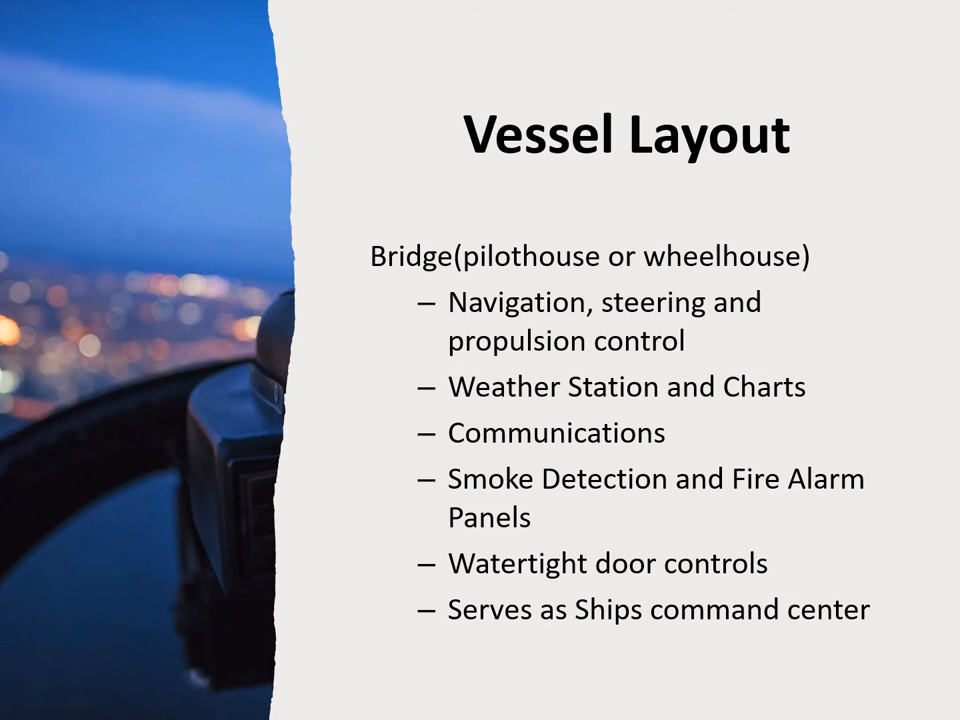 Vessel Layout
Bridge(pilothouse or wheelhouse)
– Navigation, steering and
propulsion control
– Weather Station and Charts
– Communications
– Smoke Detection and Fire Alarm
Panels
– Watertight door controls
– Serves as Ships command center